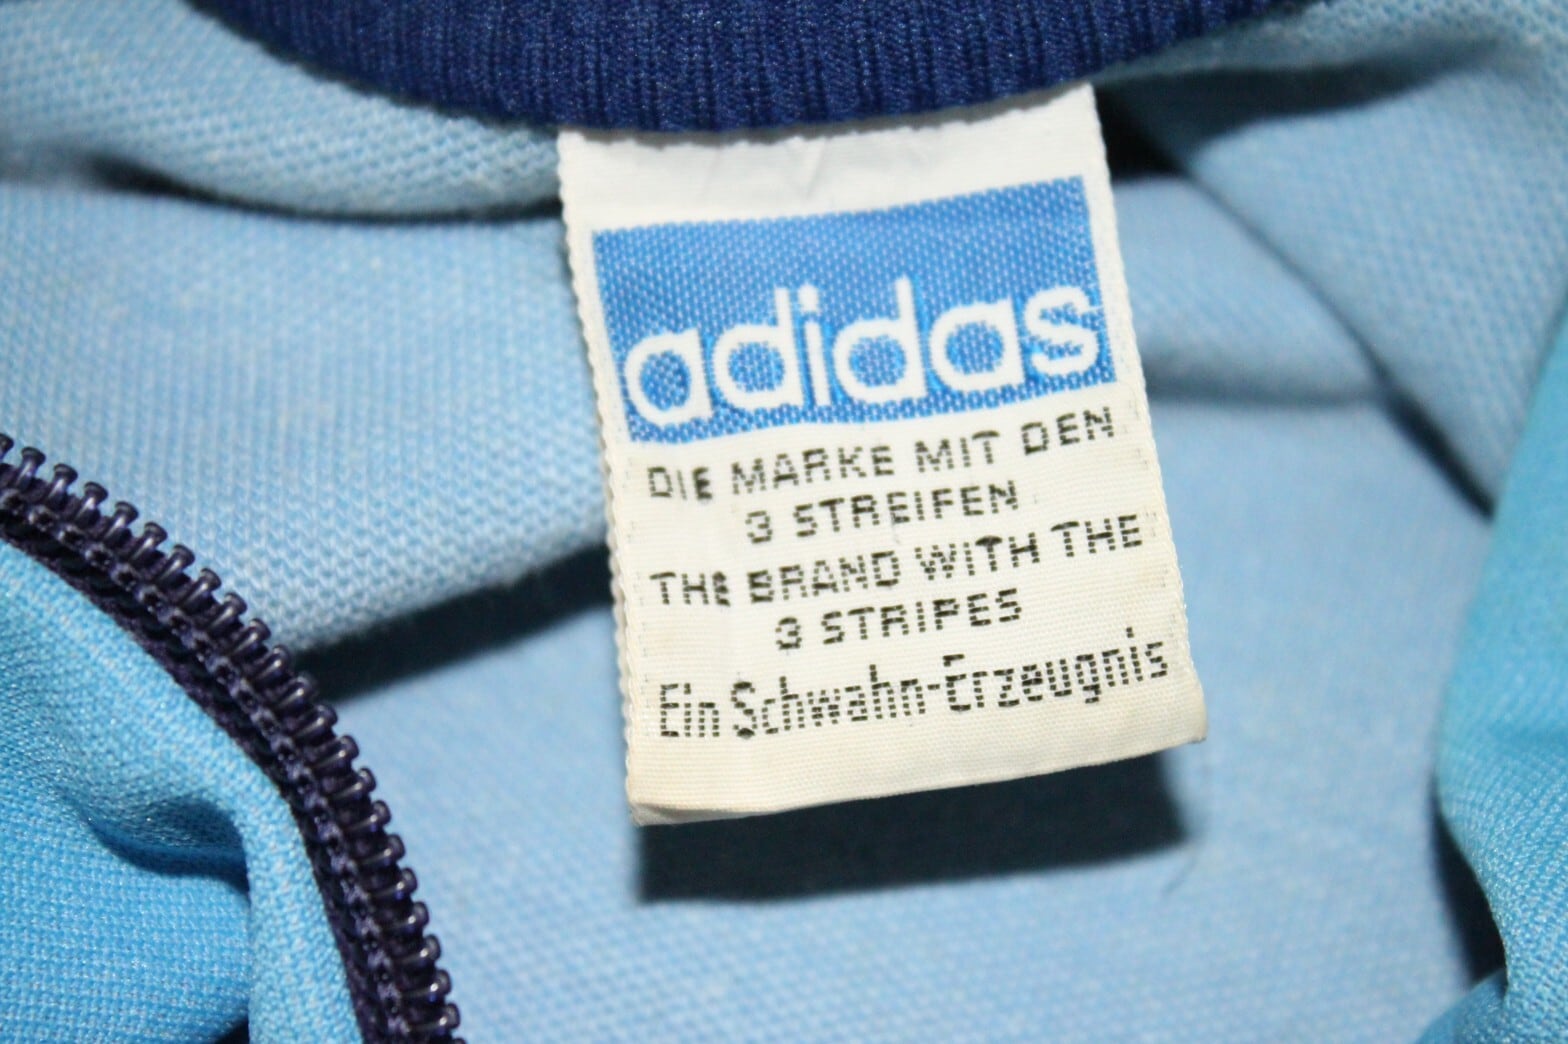 adidas
DIE MARKE MIT DEN
3 STREIFEN
THE BRAND WITH THE
3 STRIPES
Ein Schwahn-Erzeugnis